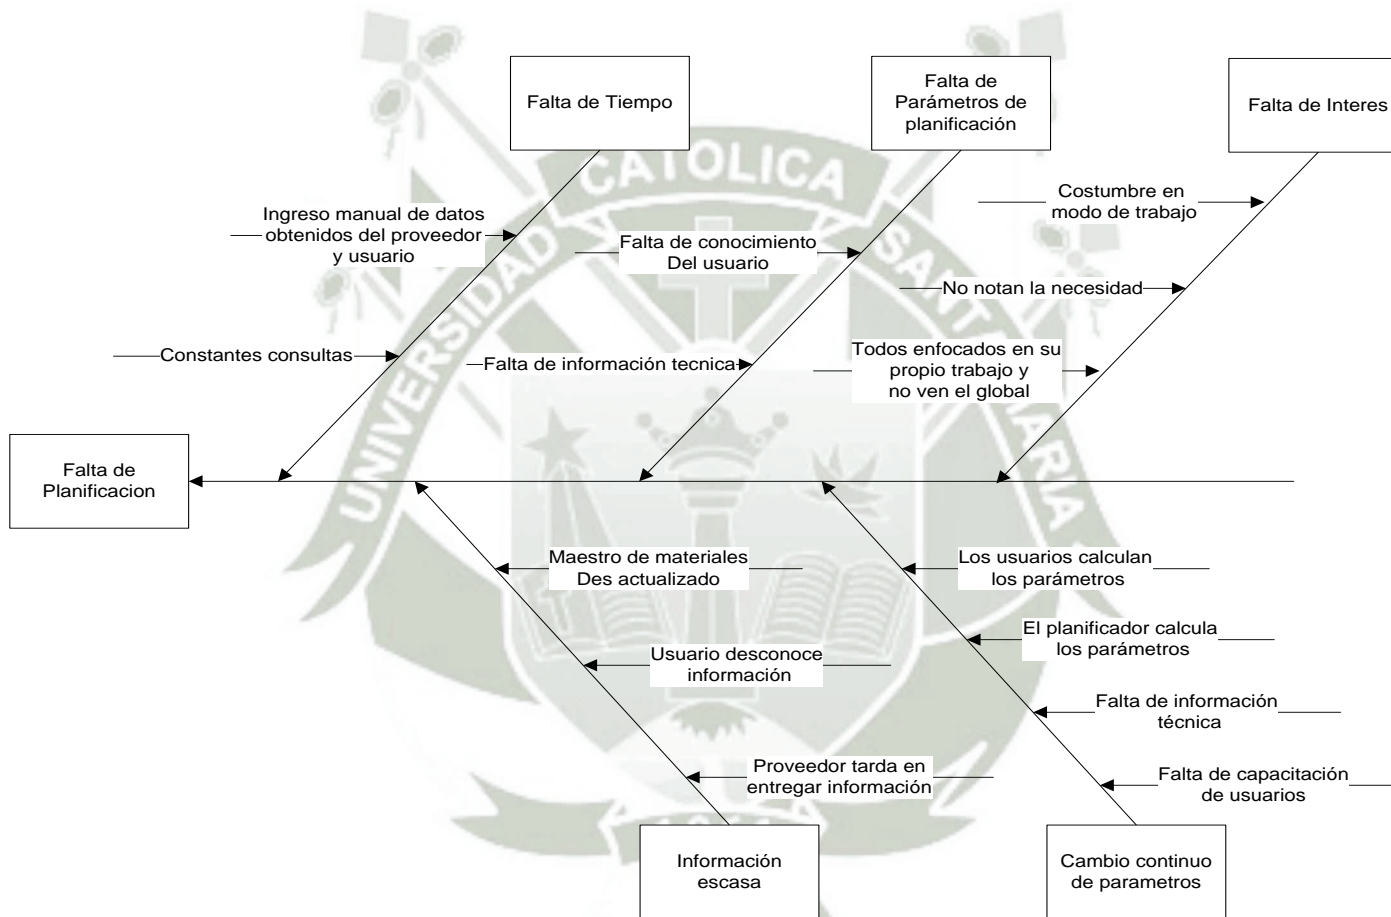 Falta de Tiempo
Falta de
Parámetros de
planificación
Falta de Interes
CATOLICA
UNIVERSIDAD
SANTA MARIA
Ingreso manual de datos
obtenidos del proveedor
y usuario
Constantes consultas
Falta de conocimiento
Del usuario
Falta de información tecnica
Costumbre en
modo de trabajo
No notan la necesidad
Todos enfocados en su
propio trabajo y
no ven el global
Falta de
Planificacion
Maestro de materiales
Des actualizado
Usuario desconoce
información
Proveedor tarda en
entregar información
Los usuarios calculan
los parámetros
El planificador calcula
los parámetros
Falta de información
técnica
Falta de capacitación
de usuarios
Información
escasa
Cambio continuo
de parametros